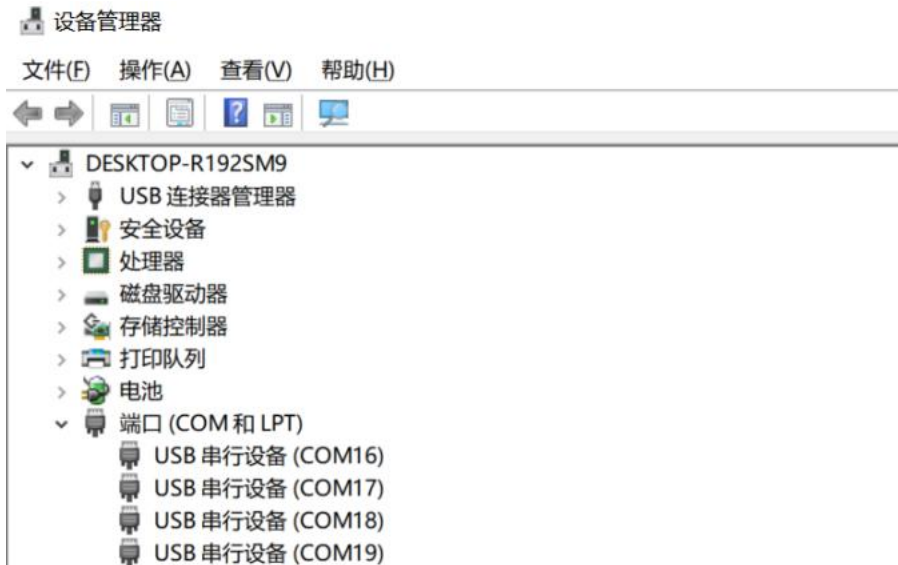 设备管理器
文件(F) 操作(A) 查看(V) 帮助(H)
DESKTOP-R192SM9
USB 连接器管理器
安全设备
处理器
磁盘驱动器
存储控制器
打印队列
电池
端口 (COM 和 LPT)
USB 串行设备 (COM16)
USB 串行设备 (COM17)
USB 串行设备 (COM18)
USB 串行设备 (COM19)